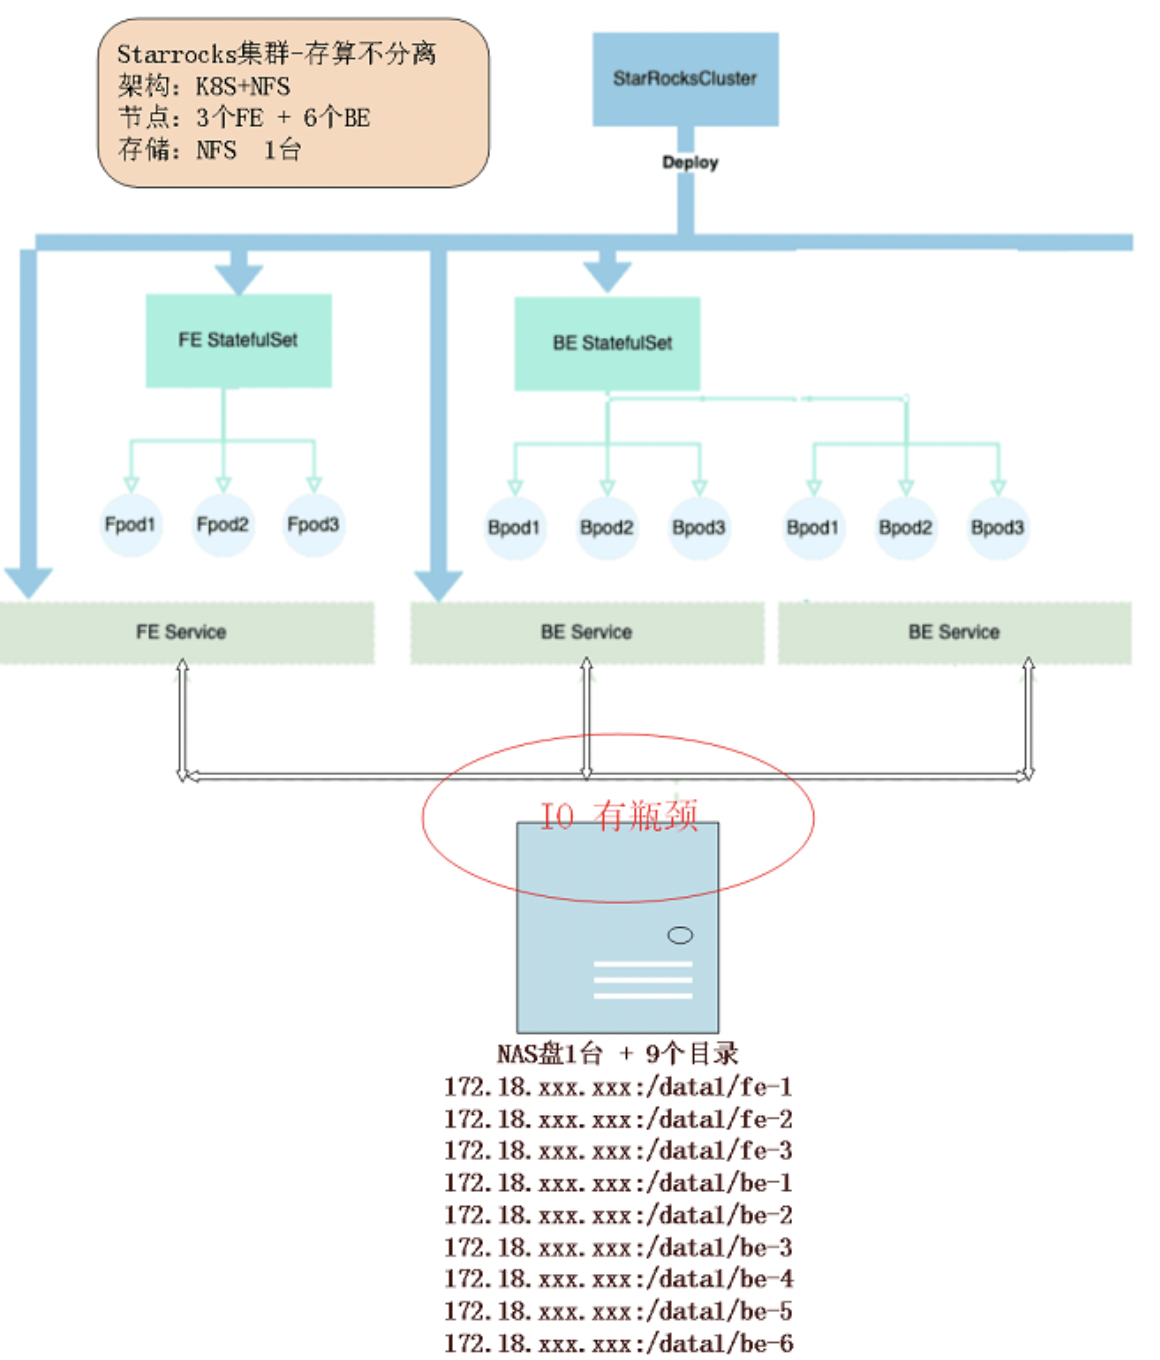 Starrocks集群-存算不分离
架构: K8S+NFS
节点: 3个FE + 6个BE
存储: NFS 1台
StarRocksCluster
Deploy
FE StatefulSet
BE StatefulSet
Fpod1
Fpod2
Fpod3
Bpod1
Bpod2
Bpod3
Bpod1
Bpod2
Bpod3
FE Service
BE Service
BE Service
IO 有瓶颈
NAS盘1台 + 9个目录
172.18.xxx.xxx:/data1/fe-1
172.18.xxx.xxx:/data1/fe-2
172.18.xxx.xxx:/data1/fe-3
172.18.xxx.xxx:/data1/be-1
172.18.xxx.xxx:/data1/be-2
172.18.xxx.xxx:/data1/be-3
172.18.xxx.xxx:/data1/be-4
172.18.xxx.xxx:/data1/be-5
172.18.xxx.xxx:/data1/be-6